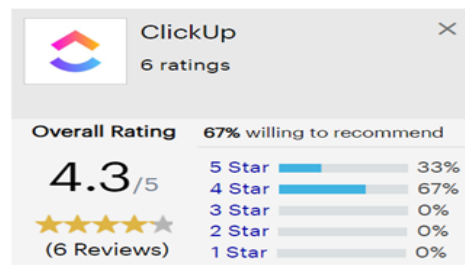 ClickUp
6 ratings
Overall Rating
4.3/5
(6 Reviews)
67% willing to recommend
5 Star 33%
4 Star 67%
3 Star 0%
2 Star 0%
1 Star 0%